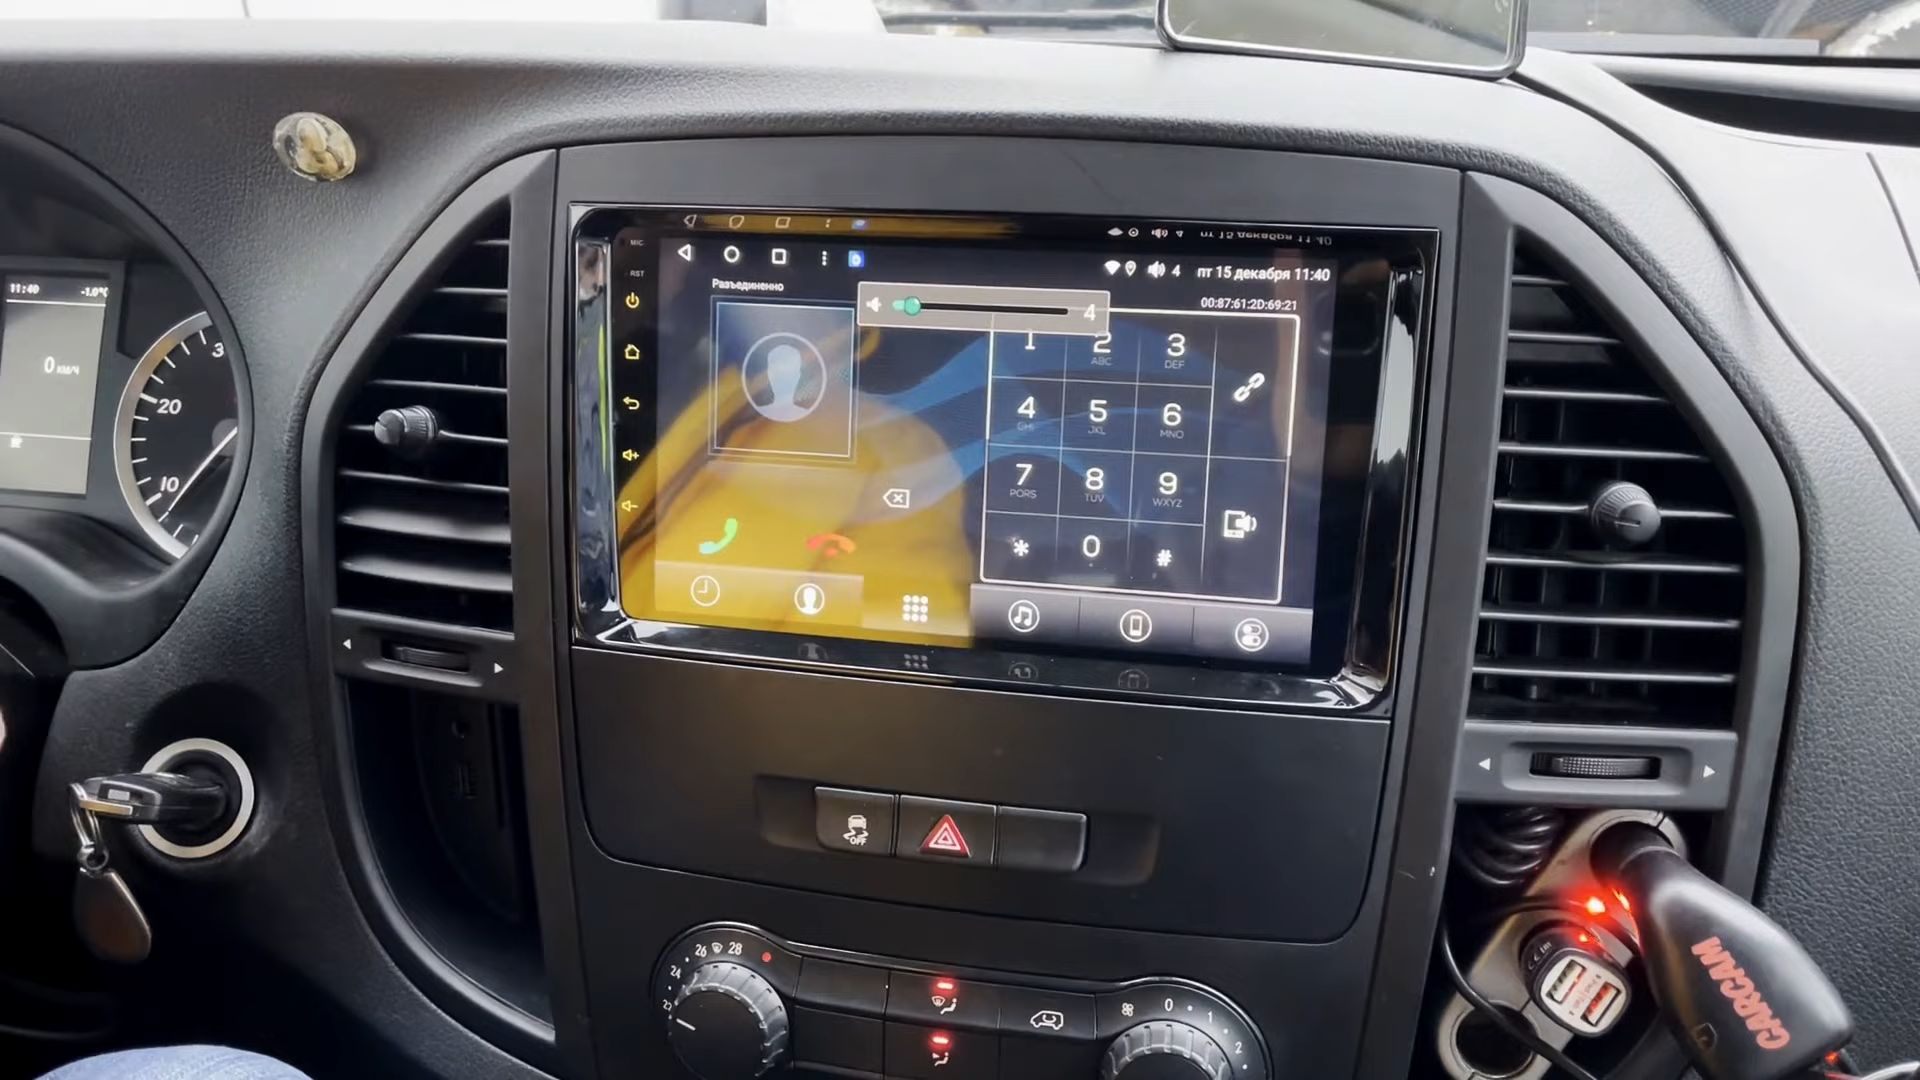 MIC
RST
4 пт 15 декабря 11:40
Разъединенно
00:87:61:2D:69:21
4
1
2 ABC
3 DEF
4 GHI
5 JKL
6 MNO
7 PQRS
8 TUV
9 WXYZ
*
0
#
11:40 -1.0°C
0 км/ч
3
20
10
OFF
22 24 26 28
0 1 2
CARCAM